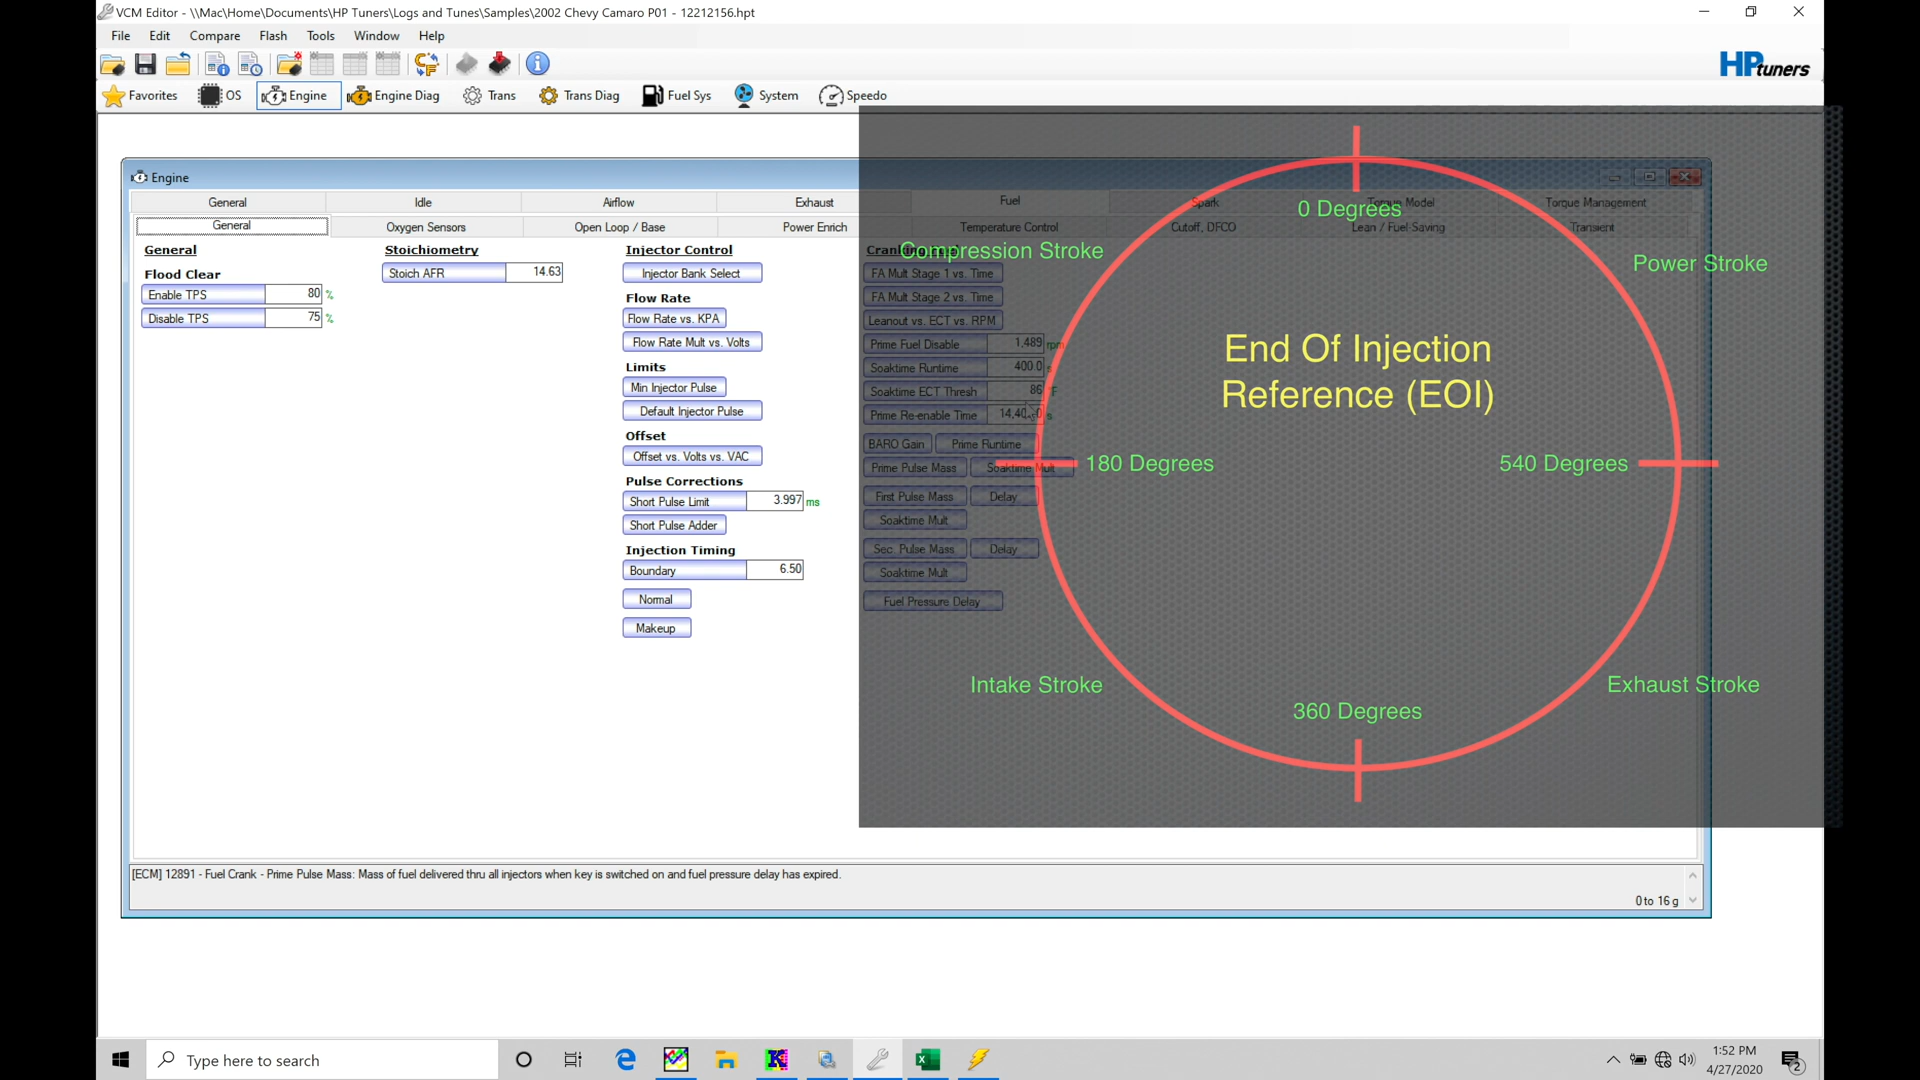 VCM Editor - \\Mac\Home\Documents\HP Tuners\Logs and Tunes\Samples\2002 Chevy Camaro P01 - 12212156.hpt
File Edit Compare Flash Tools Window Help
HPtuners
Favorites OS Engine Engine Diag Trans Trans Diag Fuel Sys System Speedo
Engine
General Idle Airflow Exhaust Fuel Spark Torque Model Torque Management
General Oxygen Sensors Open Loop / Base Power Enrich Temperature Control Cutoff, DFCO Lean / Fuel Saving Transient
General
Flood Clear
Enable TPS 80 %
Disable TPS 75 %
Stoichiometry
Stoich AFR 14.63
Injector Control
Injector Bank Select
Flow Rate
Flow Rate vs. KPA
Flow Rate Mult vs. Volts
Limits
Min Injector Pulse
Default Injector Pulse
Offset
Offset vs. Volts vs. VAC
Pulse Corrections
Short Pulse Limit 3.997 ms
Short Pulse Adder
Injection Timing
Boundary 6.50
Normal
Makeup
FA Mult Stage 1 vs. Time
FA Mult Stage 2 vs. Time
Leanout vs. ECT vs. RPM
Prime Fuel Disable 1,489 rpm
Soaktime Runtime 400.0 s
Soaktime ECT Thresh 86 °F
Prime Re-enable Time s
BARO Gain Prime Runtime
Prime Pulse Mass Soaktime Mult
First Pulse Mass Delay
Soaktime Mult
Sec. Pulse Mass Delay
Soaktime Mult
Fuel Pressure Delay
0 Degrees
Compression Stroke
Power Stroke
End Of Injection
Reference (EOI)
180 Degrees
540 Degrees
Intake Stroke
Exhaust Stroke
360 Degrees
[ECM] 12891 - Fuel Crank - Prime Pulse Mass: Mass of fuel delivered thru all injectors when key is switched on and fuel pressure delay has expired.
0 to 16 g
Type here to search
1:52 PM
4/27/2020
2